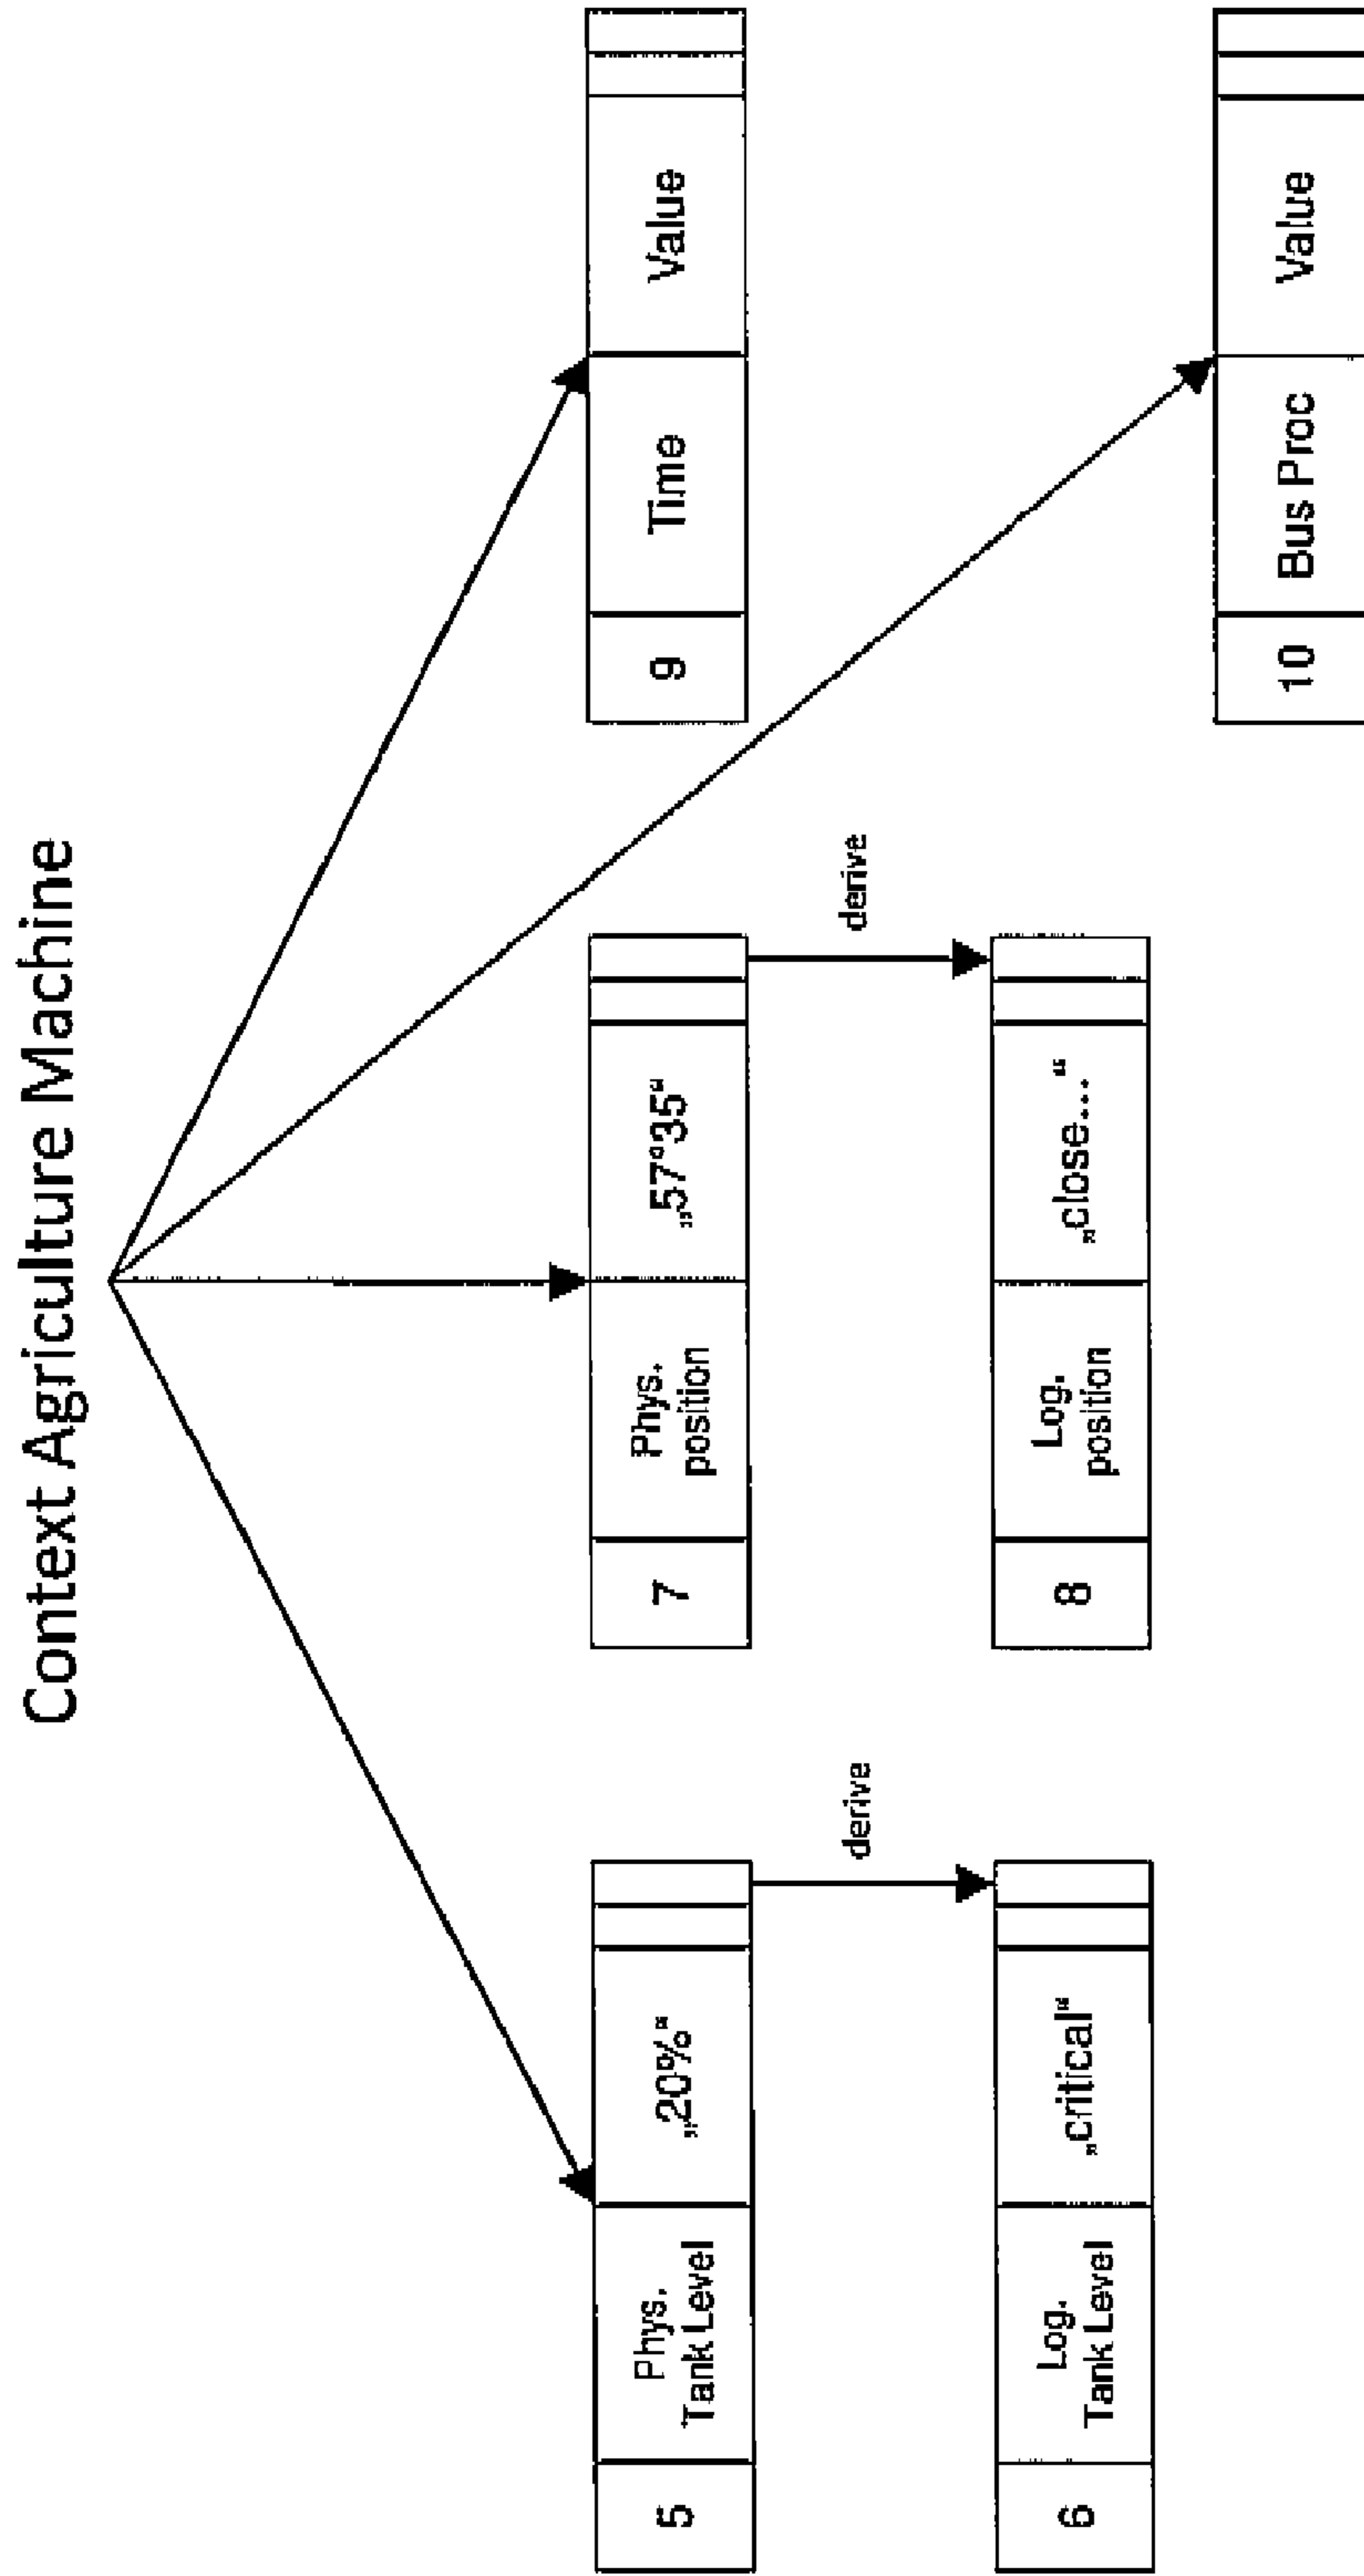 Context Agriculture Machine
5
Phys.
Tank Level
„20%“
derive
6
Log.
Tank Level
„critical“
7
Phys.
position
„57°35“
derive
8
Log.
position
„close...“
9
Time
Value
10
Bus Proc
Value